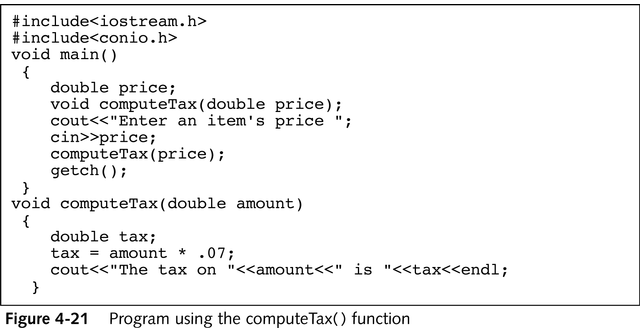 #include<iostream.h>
#include<conio.h>
void main()
{
double price;
void computeTax(double price);
cout<<"Enter an item's price ";
cin>>price;
computeTax(price);
getch();
}
void computeTax(double amount)
{
double tax;
tax = amount * .07;
cout<<"The tax on "<<amount<<" is "<<tax<<endl;
}
Figure 4-21 Program using the computeTax() function